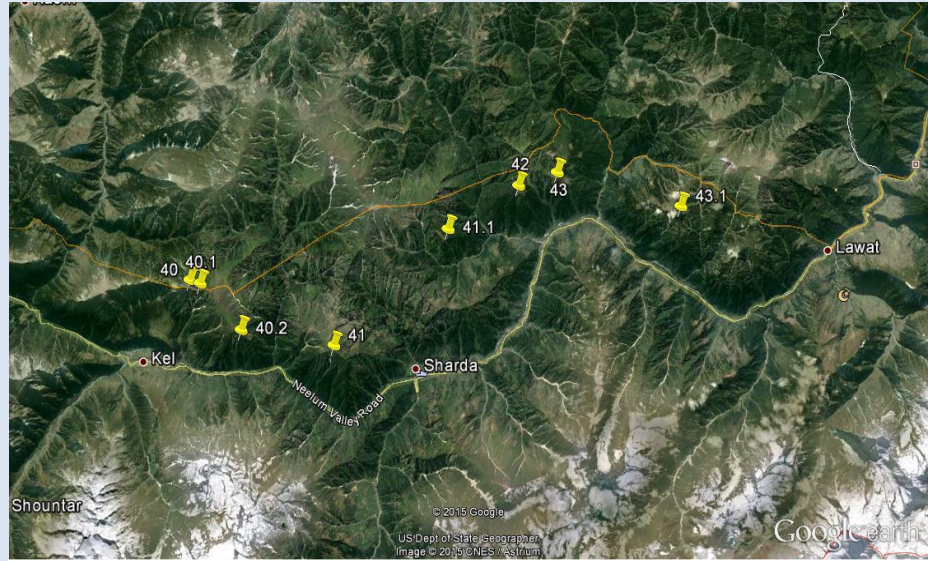 42
43
43.1
41.1
Lawat
40
40.1
40.2
41
Kel
Sharda
Neelum Valley Road
Shountar
© 2015 Google
US Dept of State Geographer
Image © 2015 CNES / Astrium
Google earth